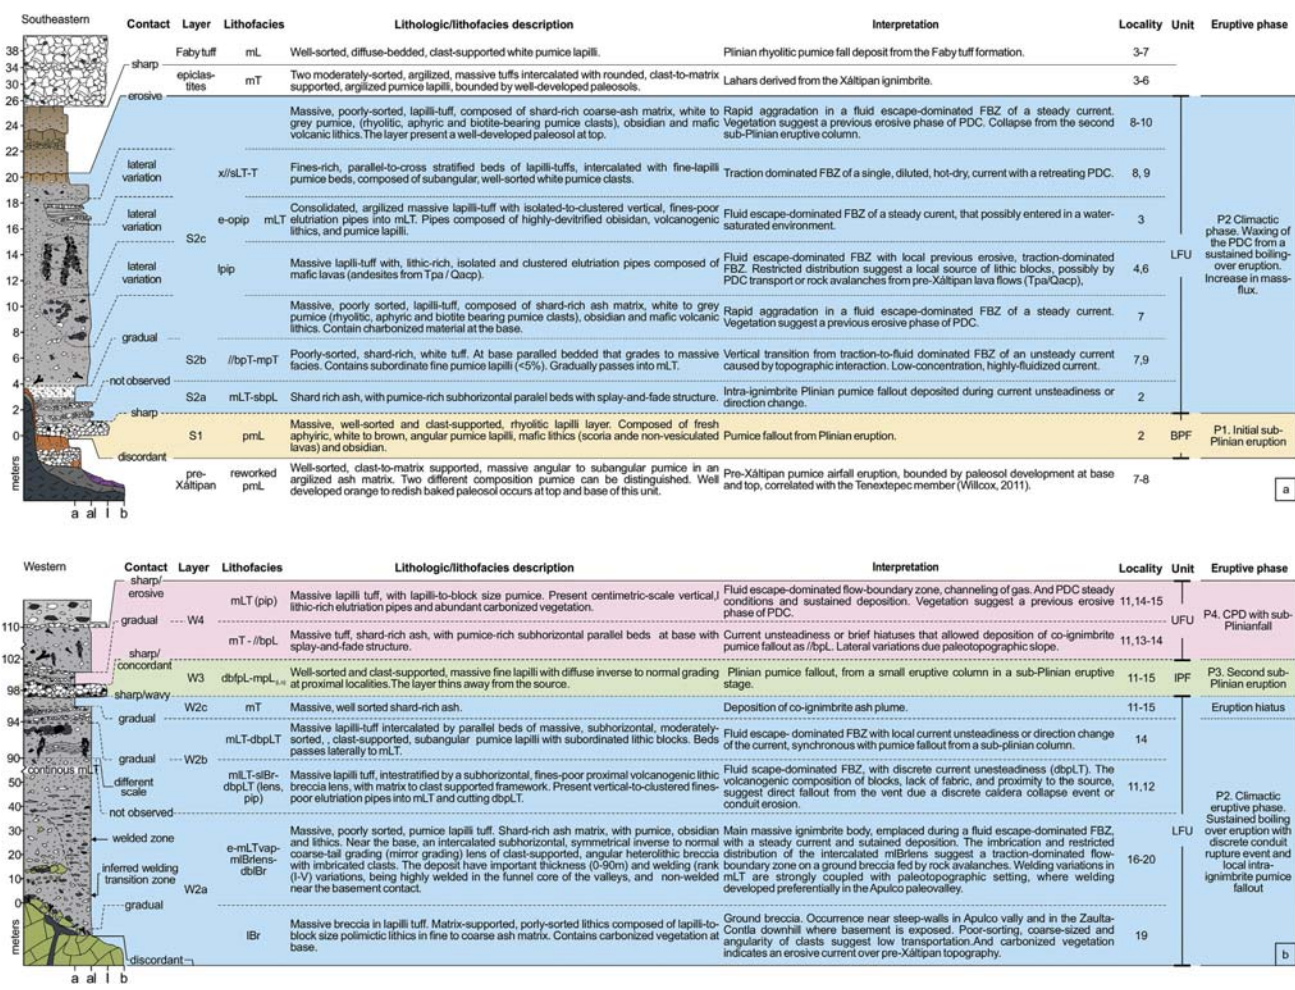 Southeastern
Contact Layer Lithofacies Lithologic/lithofacies description Interpretation Locality Unit Eruptive phase
38
34
30
26
24
22
20
18
16
14
12
10
8
6
4
2
0
meters
a al l b
sharp
erosive
lateral
variation
lateral
variation
lateral
variation
gradual
not observed
sharp
discordant
Faby tuff mL Well-sorted, diffuse-bedded, clast-supported white pumice lapilli. Plinian rhyolitic pumice fall deposit from the Faby tuff formation. 3-7
epiclas-
tites
mT
Two moderately-sorted, argilized, massive tuffs intercalated with rounded, clast-to-matrix
supported, argilized pumice lapilli, bounded by well-developed paleosols.
Lahars derived from the Xáltipan ignimbrite. 3-6
Massive, poorly-sorted, lapilli-tuff, composed of shard-rich coarse-ash matrix, white to
grey pumice, (rhyolitic, aphyric and biotite-bearing pumice clasts), obsidian and mafic
volcanic lithics. The layer present a well-developed paleosol at top.
Rapid aggradation in a fluid escape-dominated FBZ of a steady current.
Vegetation suggest a previous erosive phase of PDC. Collapse from the second
sub-Plinian eruptive column.
8-10
x//sLT-T
Fines-rich, parallel-to-cross stratified beds of lapilli-tuffs, intercalated with fine-lapilli
pumice beds, composed of subangular, well-sorted white pumice clasts.
Traction dominated FBZ of a single, diluted, hot-dry, current with a retreating PDC. 8, 9
S2c
e-opip mLT
Consolidated, argilized massive lapilli-tuff with isolated-to-clustered vertical, fines-poor
elutriation pipes into mLT. Pipes composed of highly-devitrified obisidan, volcanogenic
lithics, and pumice lapilli.
Fluid escape-dominated FBZ of a steady curent, that possibly entered in a water-
saturated environment.
3
lpip
Massive laplli-tuff with, lithic-rich, isolated and clustered elutriation pipes composed of
mafic lavas (andesites from Tpa / Qacp).
Fluid escape-dominated FBZ with local previous erosive, traction-dominated
FBZ. Restricted distribution suggest a local source of lithic blocks, possibly by
PDC transport or rock avalanches from pre-Xáltipan lava flows (Tpa/Qacp),
4,6
Massive, poorly sorted, lapilli-tuff, composed of shard-rich ash matrix, white to grey
pumice (rhyolitic, aphyric and biotite bearing pumice clasts), obsidian and mafic volcanic
lithics. Contain charbonized material at the base.
Rapid aggradation in a fluid escape-dominated FBZ of a steady current.
Vegetation suggest a previous erosive phase of PDC.
7
S2b //bpT-mpT
Poorly-sorted, shard-rich, white tuff. At base paralled bedded that grades to massive
facies. Contains subordinate fine pumice lapilli (<5%). Gradually passes into mLT.
Vertical transition from traction-to-fluid dominated FBZ of an unsteady current
caused by topographic interaction. Low-concentration, highly-fluidized current.
7,9
S2a mLT-sbpL Shard rich ash, with pumice-rich subhorizontal paralel beds with splay-and-fade structure.
Intra-ignimbrite Plinian pumice fallout deposited during current unsteadiness or
direction change.
2
LFU
P2 Climactic
phase. Waxing of
the PDC from a
sustained boiling-
over eruption.
Increase in mass-
flux.
S1 pmL
Massive, well-sorted and clast-supported, rhyolitic lapilli layer. Composed of fresh
aphyiric, white to brown, angular pumice lapilli, mafic lithics (scoria ande non-vesiculated
lavas) and obsidian.
Pumice fallout from Plinian eruption. 2 BPF
P1. Initial sub-
Plinian eruption
pre-
Xáltipan
reworked
pmL
Well-sorted, clast-to-matrix supported, massive angular to subangular pumice in an
argilized ash matrix. Two different composition pumice can be distinguished. Well
developed orange to redish baked paleosol occurs at top and base of this unit.
Pre-Xáltipan pumice airfall eruption, bounded by paleosol development at base
and top, correlated with the Tenextepec member (Willcox, 2011).
7-8
a
Western
Contact Layer Lithofacies Lithologic/lithofacies description Interpretation Locality Unit Eruptive phase
110
102
98
94
90
50
40
30
20
10
0
meters
a al l b
continous mLT
sharp/
erosive
gradual
sharp/
concordant
sharp/wavy
gradual
gradual
different
scale
not observed
welded zone
inferred welding
transition zone
gradual
discordant
W4
mLT (pip)
Massive lapilli tuff, with lapilli-to-block size pumice. Present centimetric-scale vertical,l
lithic-rich elutriation pipes and abundant carbonized vegetation.
Fluid escape-dominated flow-boundary zone, channeling of gas. And PDC steady
conditions and sustained deposition. Vegetation suggest a previous erosive
phase of PDC.
11,14-15
mT - //bpL
Massive tuff, shard-rich ash, with pumice-rich subhorizontal parallel beds at base with
splay-and-fade structure.
Current unsteadiness or brief hiatuses that allowed deposition of co-ignimbrite
pumice fallout as //bpL. Lateral variations due paleotopographic slope.
11,13-14
UFU
P4. CPD with sub-
Plinianfall
W3 dbfpL-mpL
Well-sorted and clast-supported, massive fine lapilli with diffuse inverse to normal grading
at proximal localities. The layer thins away from the source.
Plinian pumice fallout, from a small eruptive column in a sub-Plinian eruptive
stage.
11-15 IPF
P3. Second sub-
Plinian eruption
W2c mT Massive, well sorted shard-rich ash. Deposition of co-ignimbrite ash plume. 11-15 Eruption hiatus
W2b
mLT-dbpLT
Massive lapilli-tuff intercalated by parallel beds of massive, subhorizontal, moderately-
sorted, , clast-supported, subangular pumice lapilli with subordinated lithic blocks. Beds
passes laterally to mLT.
Fluid escape- dominated FBZ with local current unsteadiness or direction change
of the current, synchronous with pumice fallout from a sub-plinian column.
14
mlLT-slBr-
dbpLT (lens,
pip)
Massive lapilli tuff, intestratified by a subhorizontal, fines-poor proximal volcanogenic lithic
breccia lens, with matrix to clast supported framework. Present vertical-to-clustered fines-
poor elutriation pipes into mLT and cutting dbpLT.
Fluid scape-dominated FBZ, with discrete current unesteadiness (dbpLT). The
volcanogenic composition of blocks, lack of fabric, and proximity to the source,
suggest direct fallout from the vent due a discrete caldera collapse event or
conduit erosion.
11,12
W2a
e-mLTvap-
mlBrlens-
dblBr
Massive, poorly sorted, pumice lapilli tuff. Shard-rich ash matrix, with pumice, obsidian
and lithics. Near the base, an intercalated subhorizontal, symmetrical inverse to normal
coarse-tail grading (mirror grading) lens of clast-supported, angular heterolithic breccia
with imbricated clasts. The deposit have important thickness (0-90m) and welding (rank
(I-V) variations, being highly welded in the funnel core of the valleys, and non-welded
near the basement contact.
Main massive ignimbrite body, emplaced during a fluid escape-dominated FBZ,
with a steady current and sutained deposition. The imbrication and restricted
distribution of the intercalated mlBrlens suggest a traction-dominated flow-
boundary zone on a ground breccia fed by rock avalanches. Welding variations in
mLT are strongly coupled with paleotopographic setting, where welding
developed preferentially in the Apulco paleovalley.
16-20
lBr
Massive breccia in lapilli tuff. Matrix-supported, porly-sorted lithics composed of lapilli-to-
block size polimictic lithics in fine to coarse ash matrix. Contains carbonized vegetation at
base.
Ground breccia. Occurrence near steep-walls in Apulco vally and in the Zaulta-
Contla downhill where basement is exposed. Poor-sorting, coarse-sized and
angularity of clasts suggest low transportation.And carbonized vegetation
indicates an erosive current over pre-Xáltipan topography.
19
LFU
P2. Climactic
eruptive phase.
Sustained boiling
over eruption with
discrete conduit
rupture event and
local intra-
ignimbrite pumice
fallout
b